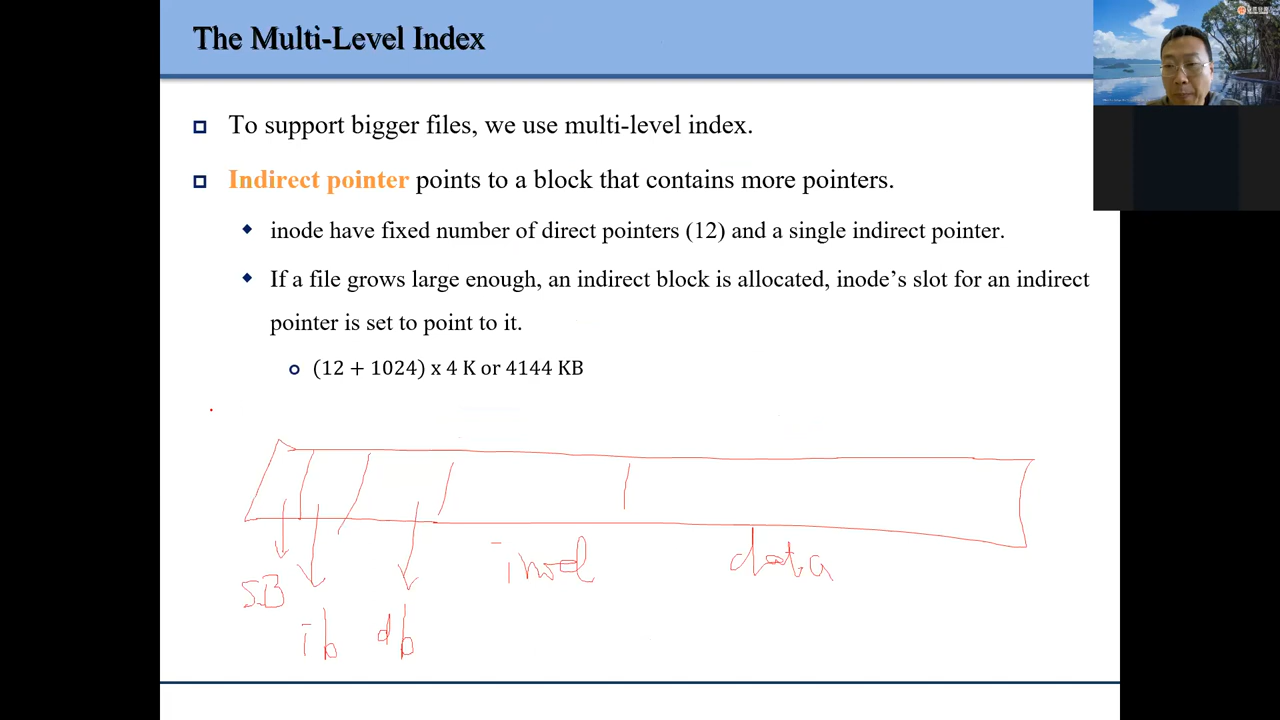 The Multi-Level Index
To support bigger files, we use multi-level index.
Indirect pointer points to a block that contains more pointers.
inode have fixed number of direct pointers (12) and a single indirect pointer.
If a file grows large enough, an indirect block is allocated, inode’s slot for an indirect
pointer is set to point to it.
(12 + 1024) x 4 K or 4144 KB
inod
data
SB
ib
db